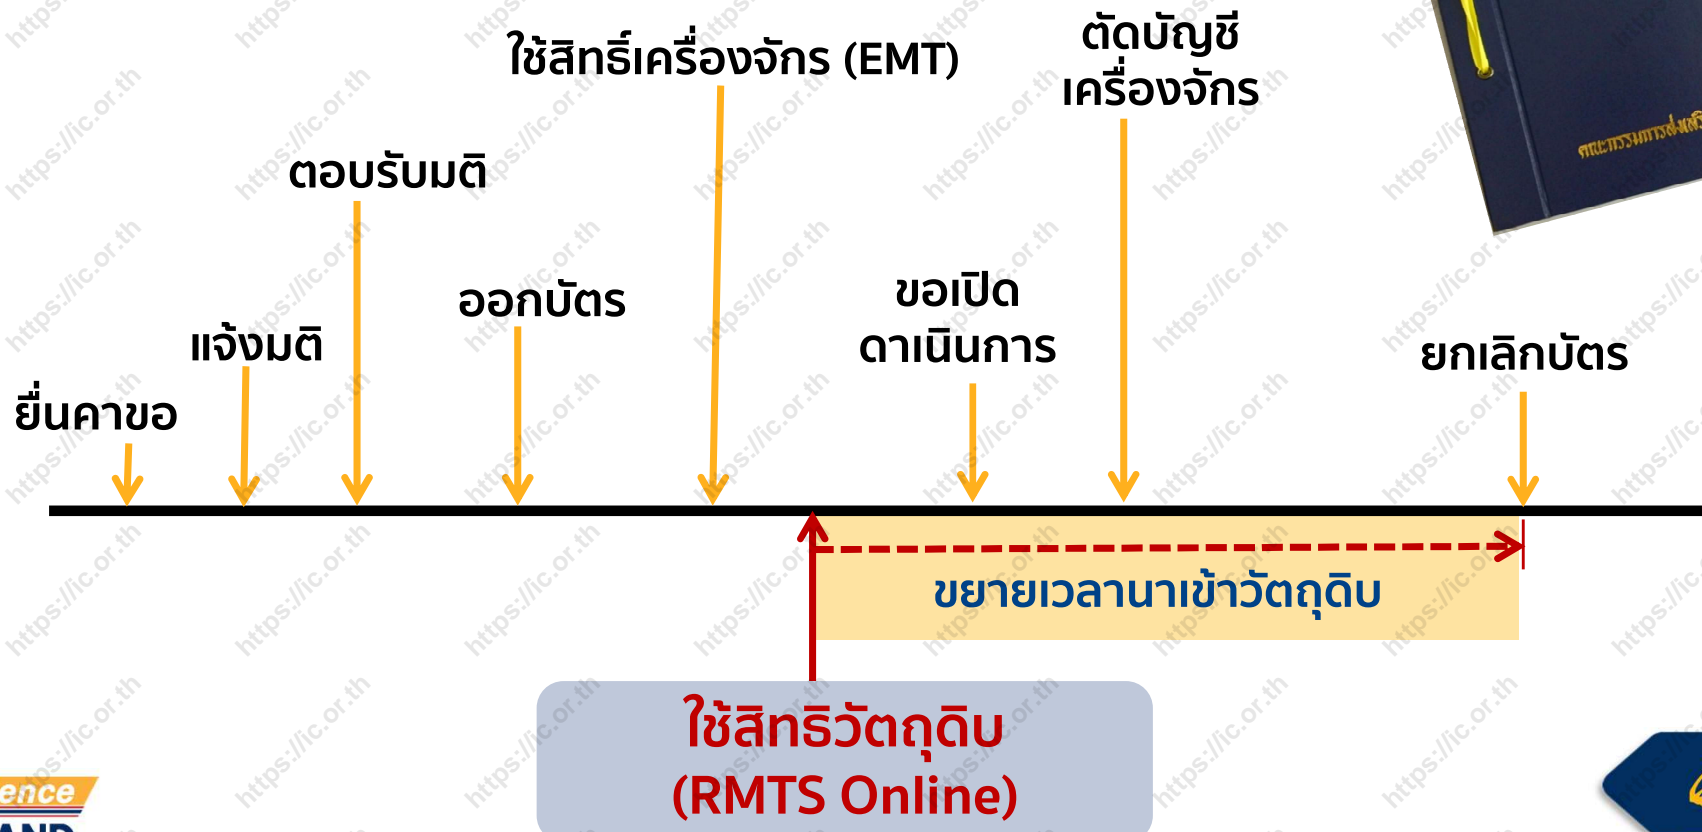 ใช้สิทธิ์เครื่องจักร (EMT)
ตัดบัญชี
เครื่องจักร
ตอบรับมติ
ออกบัตร
ขอเปิด
ดาเนินการ
แจ้งมติ
ยกเลิกบัตร
ยื่นคาขอ
ขยายเวลานาเข้าวัตถุดิบ
ใช้สิทธิวัตถุดิบ
(RMTS Online)
https://ic.or.th